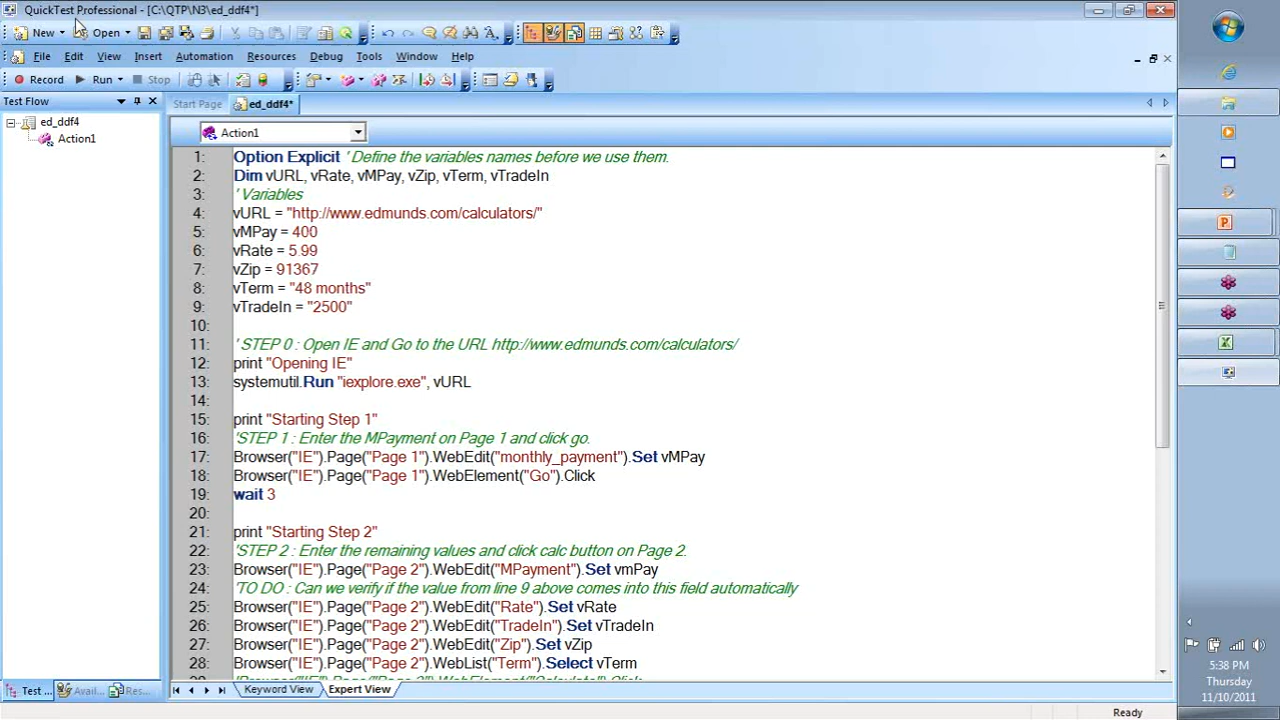 QuickTest Professional - [C:\QTP\N3\ed_ddf4*]
New Open
File Edit View Insert Automation Resources Debug Tools Window Help
Record Run Stop
Test Flow
Start Page ed_ddf4*
ed_ddf4
Action1
Action1
1: Option Explicit ' Define the variables names before we use them.
2: Dim vURL, vRate, vMPay, vZip, vTerm, vTradeIn
3: ' Variables
4: vURL = "http://www.edmunds.com/calculators/"
5: vMPay = 400
6: vRate = 5.99
7: vZip = 91367
8: vTerm = "48 months"
9: vTradeIn = "2500"
10:
11: ' STEP 0 : Open IE and Go to the URL http://www.edmunds.com/calculators/
12: print "Opening IE"
13: systemutil.Run "iexplore.exe", vURL
14:
15: print "Starting Step 1"
16: 'STEP 1 : Enter the MPayment on Page 1 and click go.
17: Browser("IE").Page("Page 1").WebEdit("monthly_payment").Set vMPay
18: Browser("IE").Page("Page 1").WebElement("Go").Click
19: wait 3
20:
21: print "Starting Step 2"
22: 'STEP 2 : Enter the remaining values and click calc button on Page 2.
23: Browser("IE").Page("Page 2").WebEdit("MPayment").Set vmPay
24: 'TO DO : Can we verify if the value from line 9 above comes into this field automatically
25: Browser("IE").Page("Page 2").WebEdit("Rate").Set vRate
26: Browser("IE").Page("Page 2").WebEdit("TradeIn").Set vTradeIn
27: Browser("IE").Page("Page 2").WebEdit("Zip").Set vZip
28: Browser("IE").Page("Page 2").WebList("Term").Select vTerm
Test ... Avai... Res...
Keyword View Expert View
Ready
5:38 PM
Thursday
11/10/2011